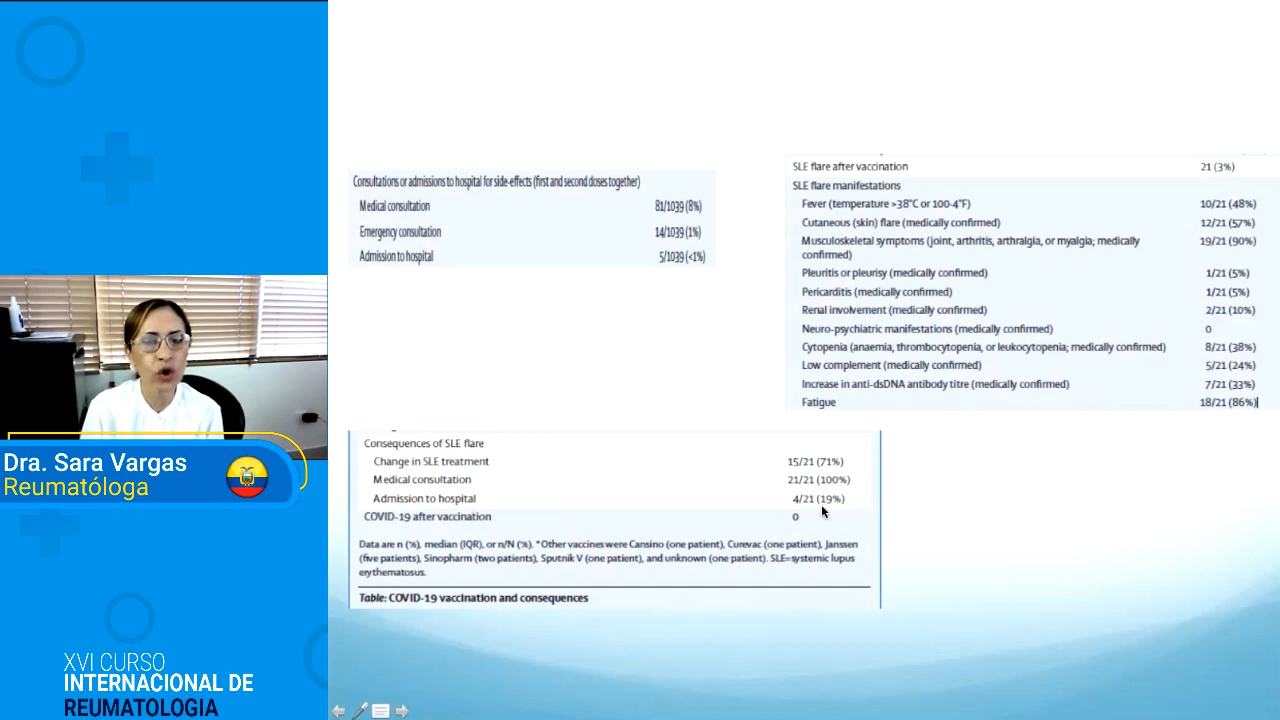 Consultations or admissions to hospital for side-effects (first and second doses together)
Medical consultation 81/1039 (8%)
Emergency consultation 14/1039 (1%)
Admission to hospital 5/1039 (<1%)
SLE flare after vaccination 21 (3%)
SLE flare manifestations
Fever (temperature >38°C or 100·4°F) 10/21 (48%)
Cutaneous (skin) flare (medically confirmed) 12/21 (57%)
Musculoskeletal symptoms (joint, arthritis, arthralgia, or myalgia; medically 19/21 (90%)
confirmed)
Pleuritis or pleurisy (medically confirmed) 1/21 (5%)
Pericarditis (medically confirmed) 1/21 (5%)
Renal involvement (medically confirmed) 2/21 (10%)
Neuro-psychiatric manifestations (medically confirmed) 0
Cytopenia (anaemia, thrombocytopenia, or leukocytopenia; medically confirmed) 8/21 (38%)
Low complement (medically confirmed) 5/21 (24%)
Increase in anti-dsDNA antibody titre (medically confirmed) 7/21 (33%)
Fatigue 18/21 (86%)
Consequences of SLE flare
Change in SLE treatment 15/21 (71%)
Medical consultation 21/21 (100%)
Admission to hospital 4/21 (19%)
COVID-19 after vaccination 0
Data are n (%), median (IQR), or n/N (%). *Other vaccines were Cansino (one patient), Curevac (one patient), Janssen
(five patients), Sinopharm (two patients), Sputnik V (one patient), and unknown (one patient). SLE=systemic lupus
erythematosus.
Table: COVID-19 vaccination and consequences
Dra. Sara Vargas
Reumatóloga
XVI CURSO
INTERNACIONAL DE
REUMATOLOGIA